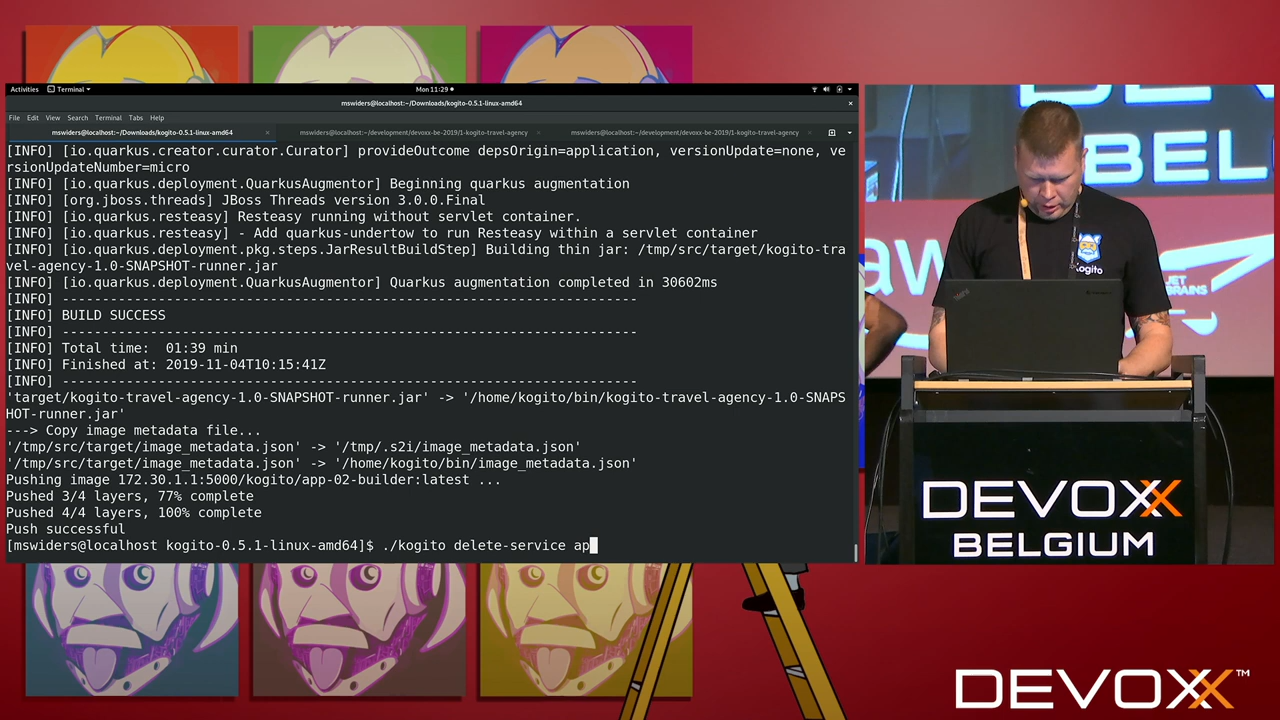 Activities
Terminal
Mon 11:29
mswiders@localhost:~/Downloads/kogito-0.5.1-linux-amd64
File Edit View Search Terminal Tabs Help
mswiders@localhost:~/Downloads/kogito-0.5.1-linux-amd64
mswiders@localhost:~/development/devoxx-be-2019/1-kogito-travel-agency
mswiders@localhost:~/development/devoxx-be-2019/1-kogito-travel-agency
[INFO] [io.quarkus.creator.curator.Curator] provideOutcome depsOrigin=application, versionUpdate=none, ve
rsionUpdateNumber=micro
[INFO] [io.quarkus.deployment.QuarkusAugmentor] Beginning quarkus augmentation
[INFO] [org.jboss.threads] JBoss Threads version 3.0.0.Final
[INFO] [io.quarkus.resteasy] Resteasy running without servlet container.
[INFO] [io.quarkus.resteasy] - Add quarkus-undertow to run Resteasy within a servlet container
[INFO] [io.quarkus.deployment.pkg.steps.JarResultBuildStep] Building thin jar: /tmp/src/target/kogito-tra
vel-agency-1.0-SNAPSHOT-runner.jar
[INFO] [io.quarkus.deployment.QuarkusAugmentor] Quarkus augmentation completed in 30602ms
[INFO] ------------------------------------------------------------------------
[INFO] BUILD SUCCESS
[INFO] ------------------------------------------------------------------------
[INFO] Total time:  01:39 min
[INFO] Finished at: 2019-11-04T10:15:41Z
[INFO] ------------------------------------------------------------------------
'target/kogito-travel-agency-1.0-SNAPSHOT-runner.jar' -> '/home/kogito/bin/kogito-travel-agency-1.0-SNAPS
HOT-runner.jar'
---> Copy image metadata file...
'/tmp/src/target/image_metadata.json' -> '/tmp/.s2i/image_metadata.json'
'/tmp/src/target/image_metadata.json' -> '/home/kogito/bin/image_metadata.json'
Pushing image 172.30.1.1:5000/kogito/app-02-builder:latest ...
Pushed 3/4 layers, 77% complete
Pushed 4/4 layers, 100% complete
Push successful
[mswiders@localhost kogito-0.5.1-linux-amd64]$ ./kogito delete-service ap
BEL
kogito
JET
BRAINS
DEVOXX
BELGIUM
DEVOXX™